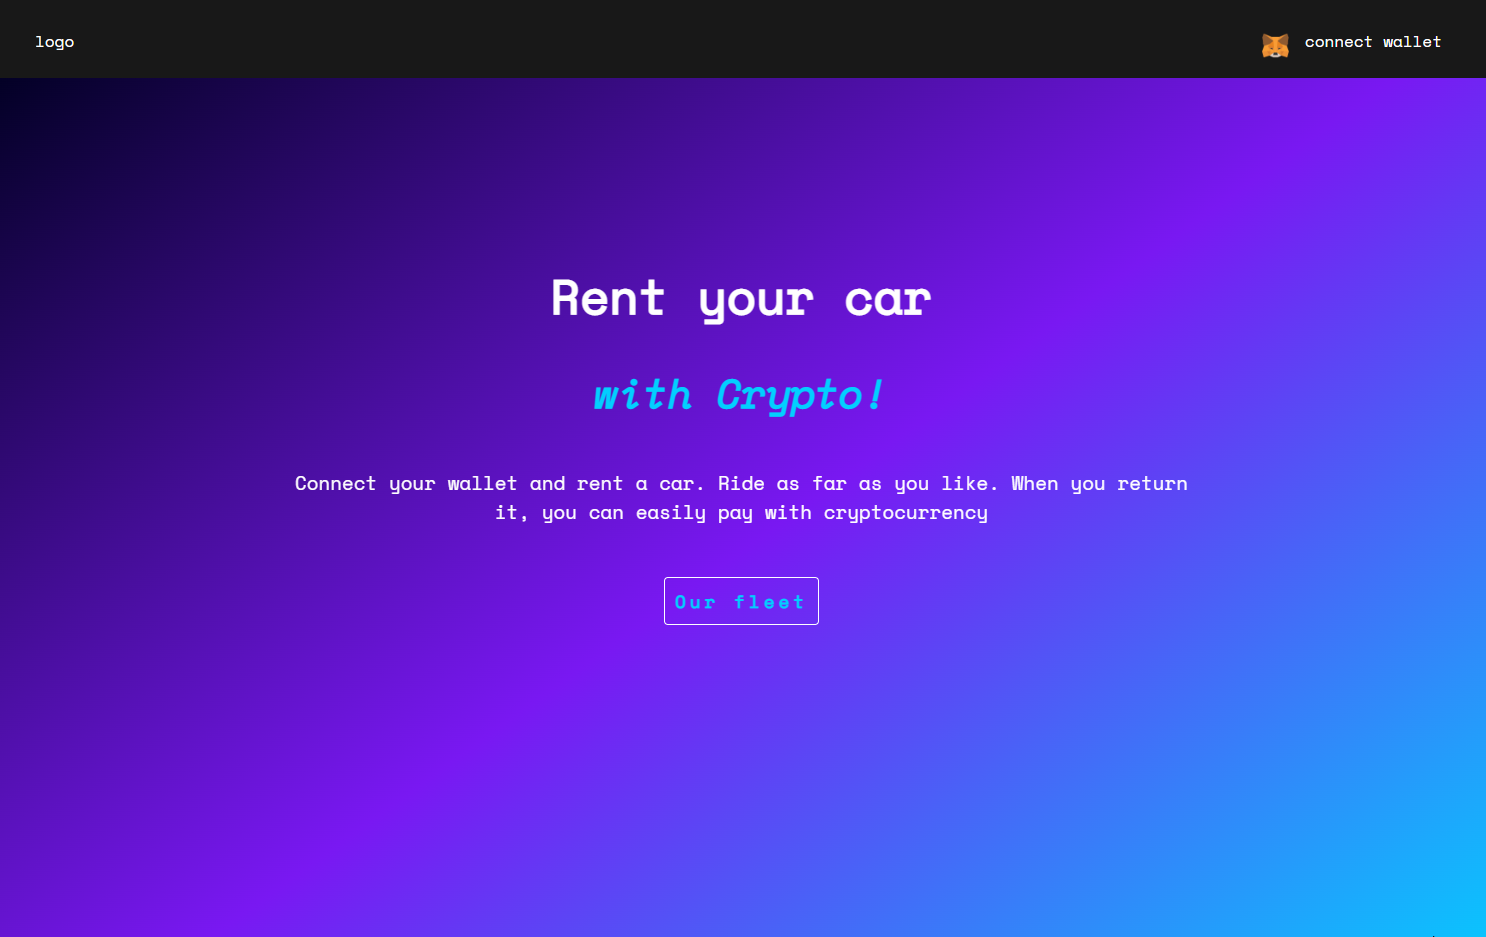 logo
connect wallet
Rent your car
with Crypto!
Connect your wallet and rent a car. Ride as far as you like. When you return
it, you can easily pay with cryptocurrency
Our fleet